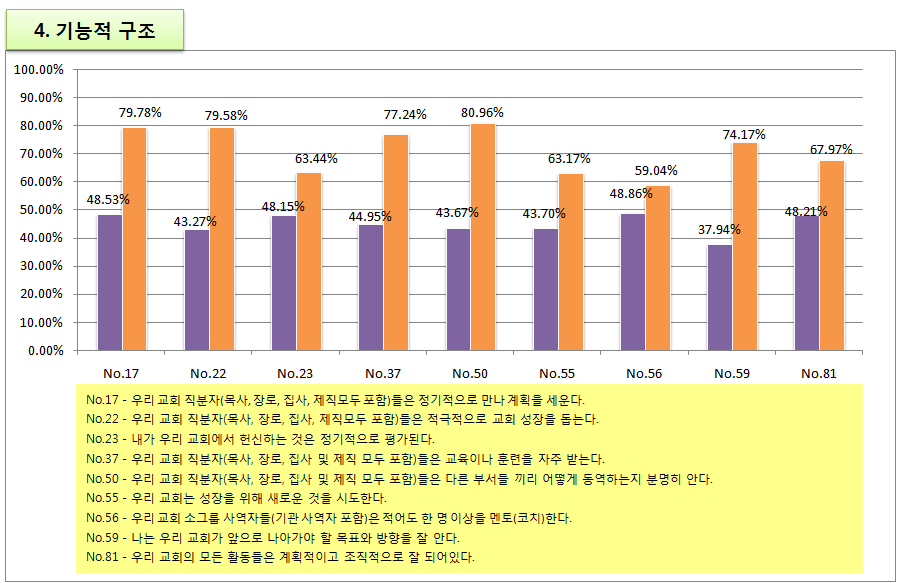 4. 기능적 구조
100.00%
90.00%
80.00%
70.00%
60.00%
50.00%
40.00%
30.00%
20.00%
10.00%
0.00%
48.53% 79.78%
43.27% 79.58%
48.15% 63.44%
44.95% 77.24%
43.67% 80.96%
43.70% 63.17%
48.86% 59.04%
37.94% 74.17%
48.21% 67.97%
No.17 No.22 No.23 No.37 No.50 No.55 No.56 No.59 No.81
No.17 - 우리 교회 직분자(목사, 장로, 집사, 제직모두 포함)들은 정기적으로 만나 계획을 세운다.
No.22 - 우리 교회 직분자(목사, 장로, 집사, 제직모두 포함)들은 적극적으로 교회 성장을 돕는다.
No.23 - 내가 우리 교회에서 헌신하는 것은 정기적으로 평가된다.
No.37 - 우리 교회 직분자(목사, 장로, 집사 및 제직 모두 포함)들은 교육이나 훈련을 자주 받는다.
No.50 - 우리 교회 직분자(목사, 장로, 집사 및 제직 모두 포함)들은 다른 부서들 끼리 어떻게 동역하는지 분명히 안다.
No.55 - 우리 교회는 성장을 위해 새로운 것을 시도한다.
No.56 - 우리 교회 소그룹 사역자들(기관 사역자 포함)은 적어도 한 명 이상을 멘토(코치)한다.
No.59 - 나는 우리 교회가 앞으로 나아가야 할 목표와 방향을 잘 안다.
No.81 - 우리 교회의 모든 활동들은 계획적이고 조직적으로 잘 되어있다.